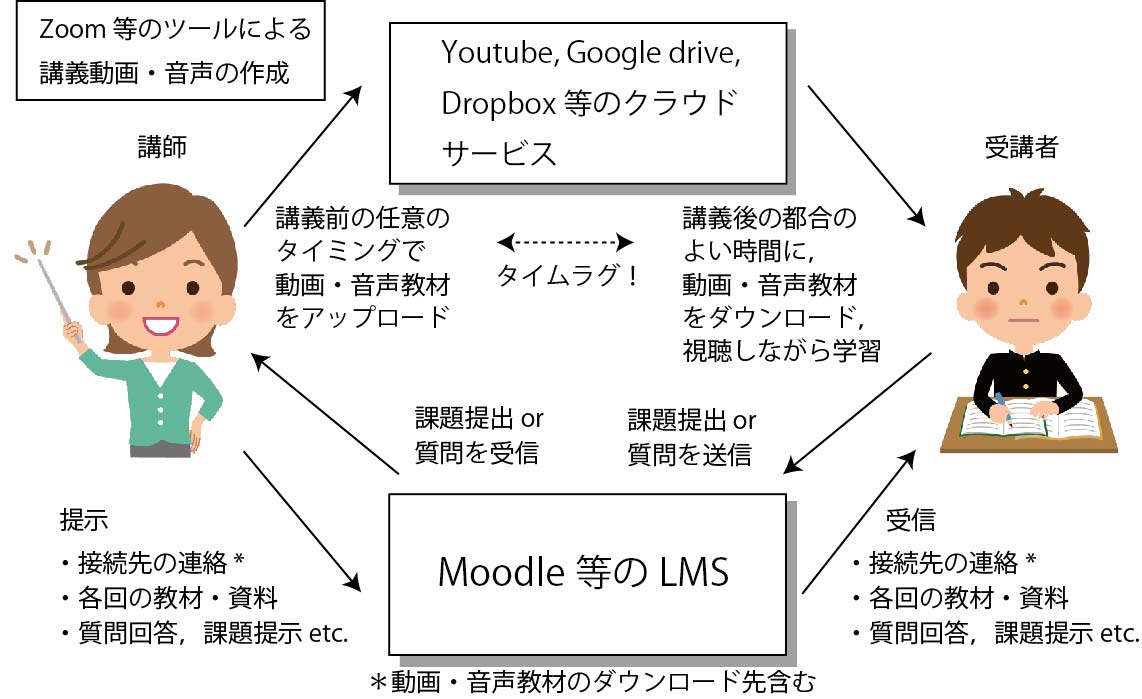 Zoom 等のツールによる
講義動画・音声の作成
Youtube, Google drive,
Dropbox 等のクラウド
サービス
講師
受講者
講義前の任意の
タイミングで
動画・音声教材
をアップロード
タイムラグ！
講義後の都合の
よい時間に，
動画・音声教材
をダウンロード，
視聴しながら学習
課題提出 or
質問を受信
課題提出 or
質問を送信
提示
・接続先の連絡 *
・各回の教材・資料
・質問回答，課題提示 etc.
Moodle 等の LMS
受信
・接続先の連絡 *
・各回の教材・資料
・質問回答，課題提示 etc.
＊動画・音声教材のダウンロード先含む